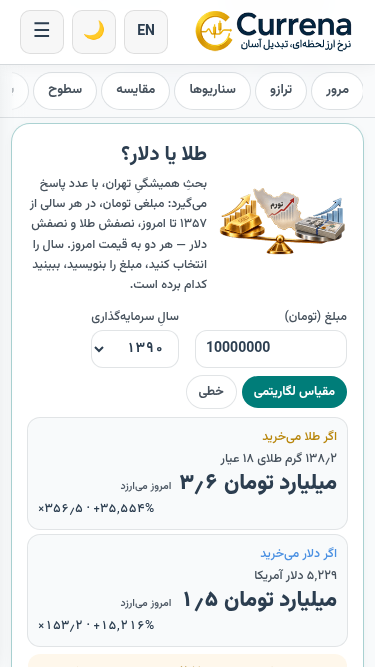 Currena
نرخ ارز لحظه‌ای، تبدیل آسان
EN
مرور
ترازو
سناریوها
مقایسه
سطوح
طلا یا دلار؟
بحثِ همیشگیِ تهران، با عدد پاسخ
می‌گیرد: مبلغی تومان، در هر سالی از
۱۳۵۷ تا امروز، نصفش طلا و نصفش
دلار — هر دو به قیمت امروز. سال را
انتخاب کنید، مبلغ را بنویسید، ببینید
کدام برده است.
تورم
مبلغ (تومان)
سالِ سرمایه‌گذاری
10000000
۱۳۹۰
مقیاس لگاریتمی
خطی
اگر طلا می‌خرید
۱۳۸٫۲ گرم طلای ۱۸ عیار
۳٫۶ میلیارد تومان امروز می‌ارزد
×۳۵۶٫۵ · +۳۵,۵۵۴%
اگر دلار می‌خرید
۵,۲۲۹ دلار آمریکا
۱٫۵ میلیارد تومان امروز می‌ارزد
×۱۵۳٫۲ · +۱۵,۲۱۶%